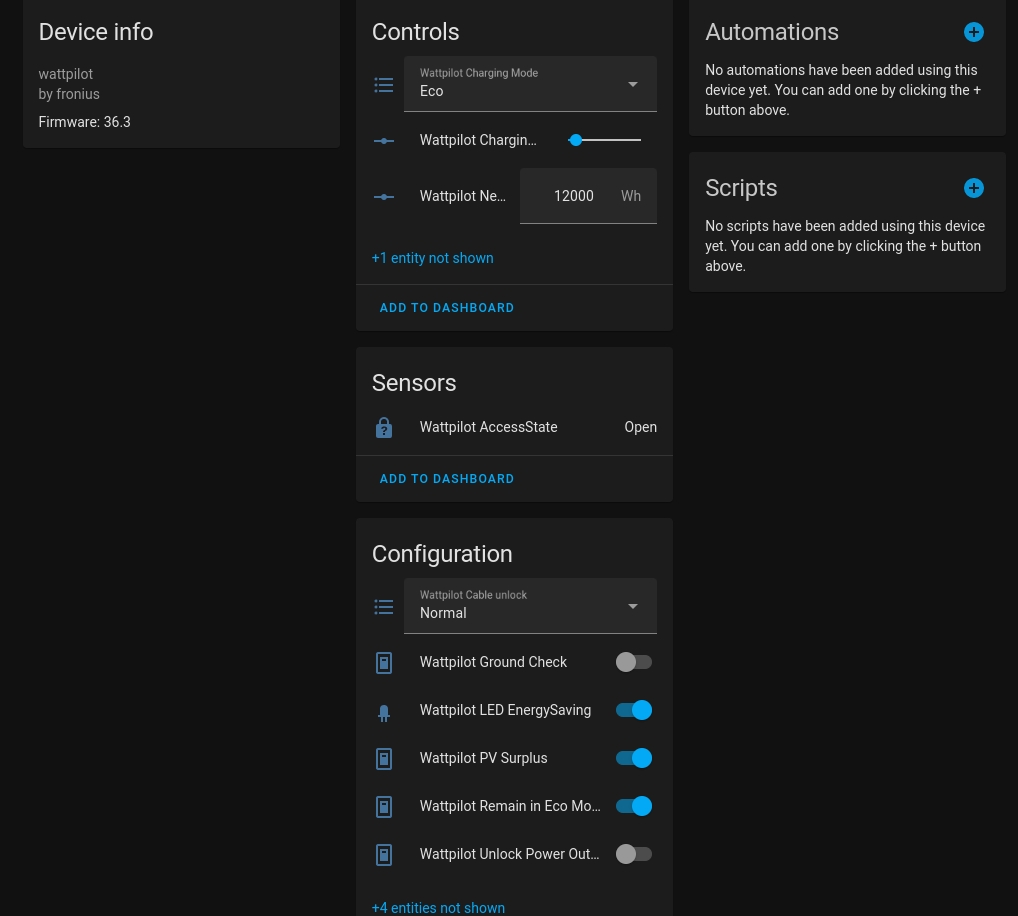 Device info
wattpilot
by fronius
Firmware: 36.3
Controls
Wattpilot Charging Mode
Eco
Wattpilot Chargin…
Wattpilot Ne… 12000 Wh
+1 entity not shown
ADD TO DASHBOARD
Sensors
Wattpilot AccessState Open
ADD TO DASHBOARD
Configuration
Wattpilot Cable unlock
Normal
Wattpilot Ground Check
Wattpilot LED EnergySaving
Wattpilot PV Surplus
Wattpilot Remain in Eco Mo…
Wattpilot Unlock Power Out…
+4 entities not shown
Automations
No automations have been added using this
device yet. You can add one by clicking the +
button above.
Scripts
No scripts have been added using this device
yet. You can add one by clicking the + button
above.